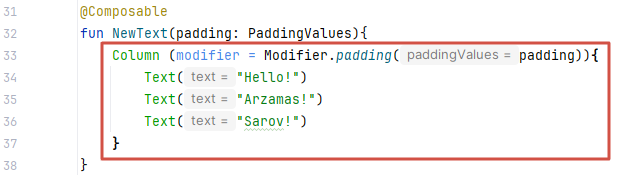 31 @Composable
32 fun NewText(padding: PaddingValues){
33 Column (modifier = Modifier.padding( paddingValues = padding)){
34 Text( text = "Hello!")
35 Text( text = "Arzamas!")
36 Text( text = "Sarov!")
37 }
38 }